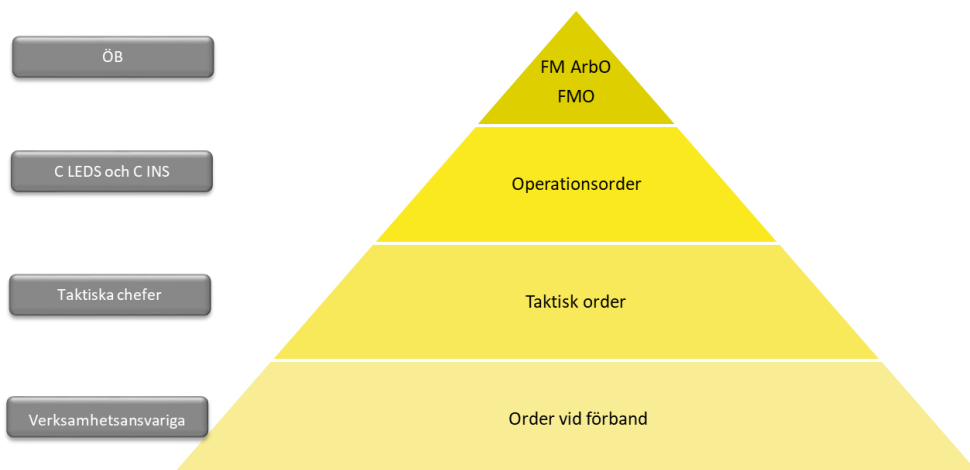 ÖB
FM ArbO
FMO
C LEDS och C INS
Operationsorder
Taktiska chefer
Taktisk order
Verksamhetsansvariga
Order vid förband